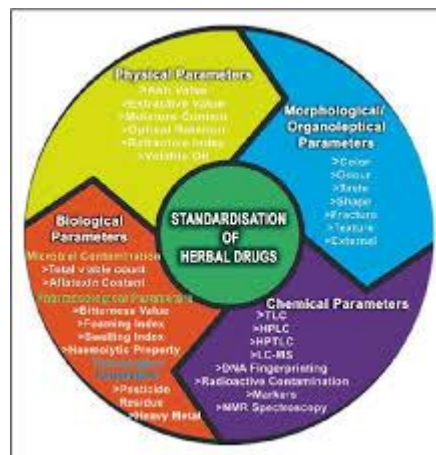 Physical Parameters
>Ash Value
>Extractive Value
>Moisture Content
>Optical Rotation
>Refractive Index
>Volatile Oil
Morphological/
Organoleptical
Parameters
>Color
>Odour
>Taste
>Shape
>Fracture
>Texture
>External
STANDARDISATION
OF
HERBAL DRUGS
Biological
Parameters
Microbial Contamination
>Total viable count
>Aflatoxin Content
Pharmacological Parameters
>Bitterness Value
>Foaming Index
>Swelling Index
>Haemolytic Property
>Pesticide
Residue
>Heavy Metal
Chemical Parameters
>TLC
>HPLC
>HPTLC
>LC-MS
>DNA Fingerprinting
>Radioactive Contamination
>Markers
>NMR Spectroscopy